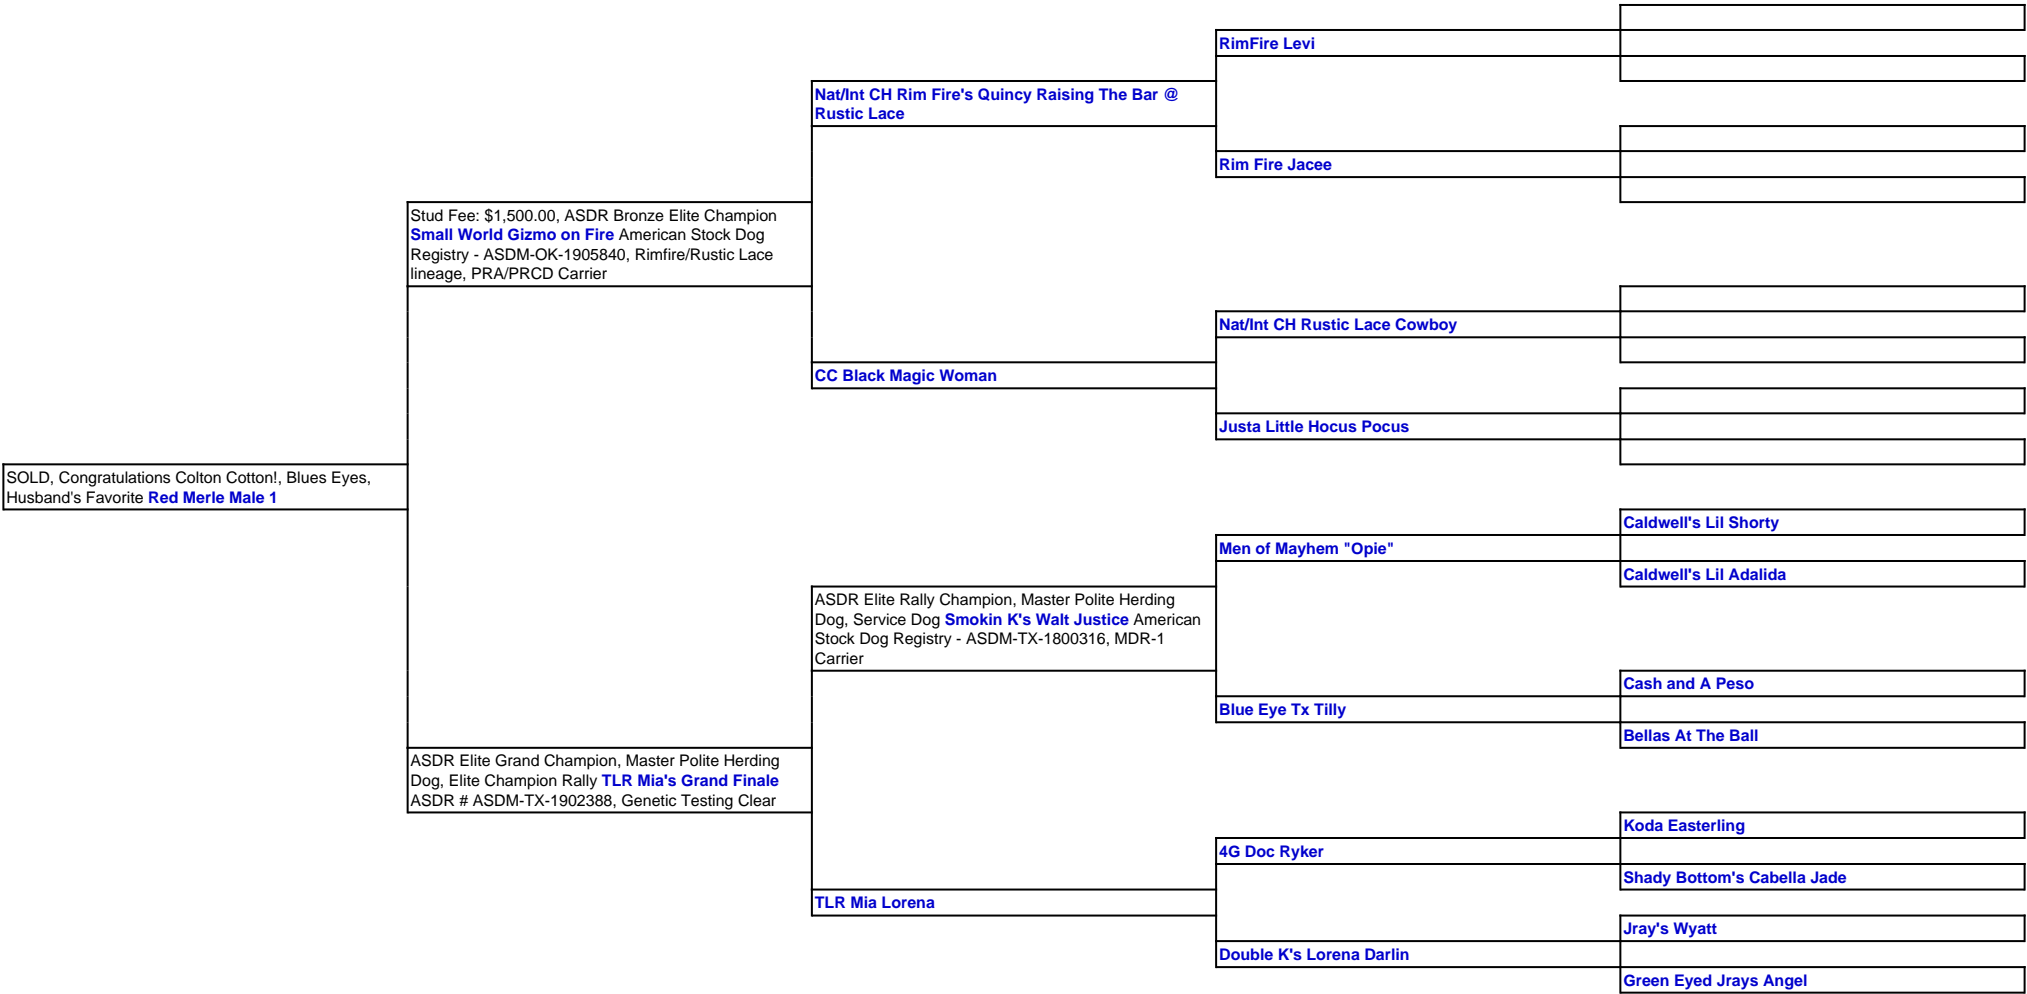 RimFire Levi
Nat/Int CH Rim Fire's Quincy Raising The Bar @
Rustic Lace
Rim Fire Jacee
Stud Fee: $1,500.00, ASDR Bronze Elite Champion
Small World Gizmo on Fire American Stock Dog
Registry - ASDM-OK-1905840, Rimfire/Rustic Lace
lineage, PRA/PRCD Carrier
Nat/Int CH Rustic Lace Cowboy
CC Black Magic Woman
Justa Little Hocus Pocus
SOLD, Congratulations Colton Cotton!, Blues Eyes,
Husband's Favorite Red Merle Male 1
Caldwell's Lil Shorty
Men of Mayhem "Opie"
Caldwell's Lil Adalida
ASDR Elite Rally Champion, Master Polite Herding
Dog, Service Dog Smokin K's Walt Justice American
Stock Dog Registry - ASDM-TX-1800316, MDR-1
Carrier
Cash and A Peso
Blue Eye Tx Tilly
Bellas At The Ball
ASDR Elite Grand Champion, Master Polite Herding
Dog, Elite Champion Rally TLR Mia's Grand Finale
ASDR # ASDM-TX-1902388, Genetic Testing Clear
Koda Easterling
4G Doc Ryker
Shady Bottom's Cabella Jade
TLR Mia Lorena
Jray's Wyatt
Double K's Lorena Darlin
Green Eyed Jrays Angel